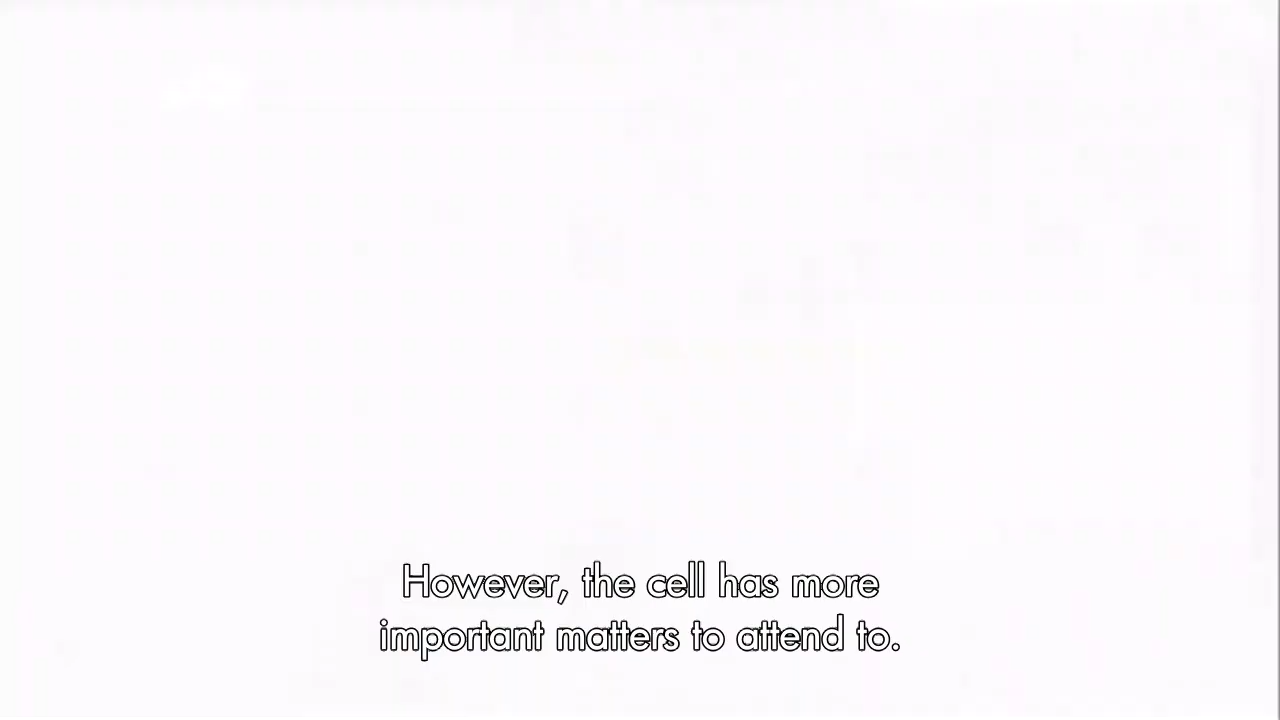 However, the cell has more
important matters to attend to.